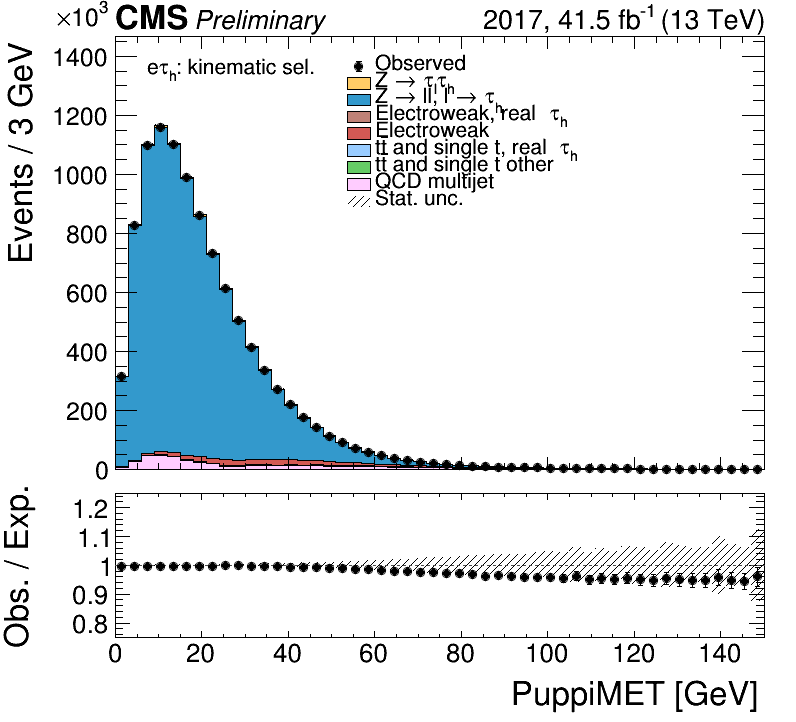 ×10³ CMS Preliminary 2017, 41.5 fb⁻¹ (13 TeV)
eτₕ: kinematic sel.
Observed
Z → τₗτₕ
Z → ll, l → τₕ
Electroweak, real τₕ
Electroweak
tt̄ and single t, real τₕ
tt̄ and single t other
QCD multijet
Stat. unc.
Events / 3 GeV
1400
1200
1000
800
600
400
200
0
Obs. / Exp.
1.2
1.1
1
0.9
0.8
0 20 40 60 80 100 120 140
PuppiMET [GeV]